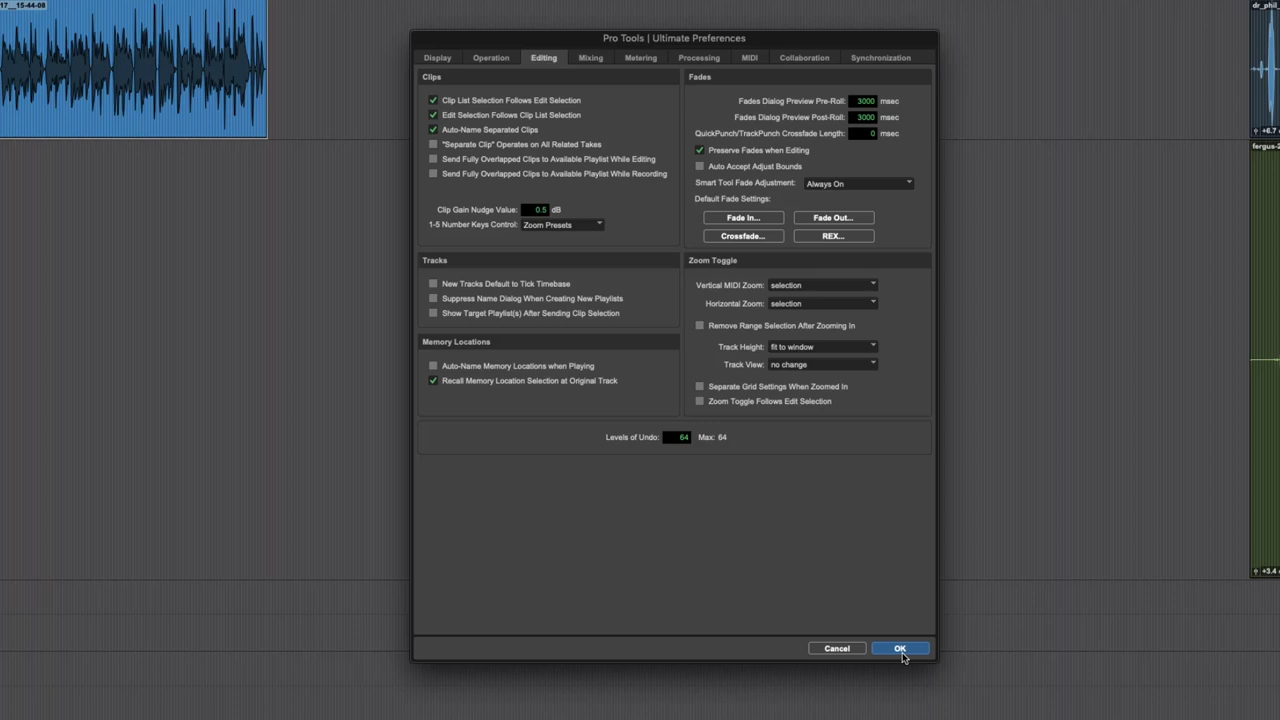 17__15-44-08
dr_phil_
Pro Tools | Ultimate Preferences
Display
Operation
Editing
Mixing
Metering
Processing
MIDI
Collaboration
Synchronization
Clips
Clip List Selection Follows Edit Selection
Edit Selection Follows Clip List Selection
Auto-Name Separated Clips
"Separate Clip" Operates on All Related Takes
Send Fully Overlapped Clips to Available Playlist While Editing
Send Fully Overlapped Clips to Available Playlist While Recording
Clip Gain Nudge Value: 0.5 dB
1-5 Number Keys Control: Zoom Presets
Fades
Fades Dialog Preview Pre-Roll: 3000 msec
Fades Dialog Preview Post-Roll: 3000 msec
QuickPunch/TrackPunch Crossfade Length: 0 msec
Preserve Fades when Editing
Auto Accept Adjust Bounds
Smart Tool Fade Adjustment: Always On
Default Fade Settings:
Fade In... Fade Out...
Crossfade... REX...
+6.7
fergus-2
Tracks
New Tracks Default to Tick Timebase
Suppress Name Dialog When Creating New Playlists
Show Target Playlist(s) After Sending Clip Selection
Zoom Toggle
Vertical MIDI Zoom: selection
Horizontal Zoom: selection
Remove Range Selection After Zooming In
Track Height: fit to window
Track View: no change
Separate Grid Settings When Zoomed In
Zoom Toggle Follows Edit Selection
Memory Locations
Auto-Name Memory Locations when Playing
Recall Memory Location Selection at Original Track
Levels of Undo: 64 Max: 64
+3.4
Cancel
OK